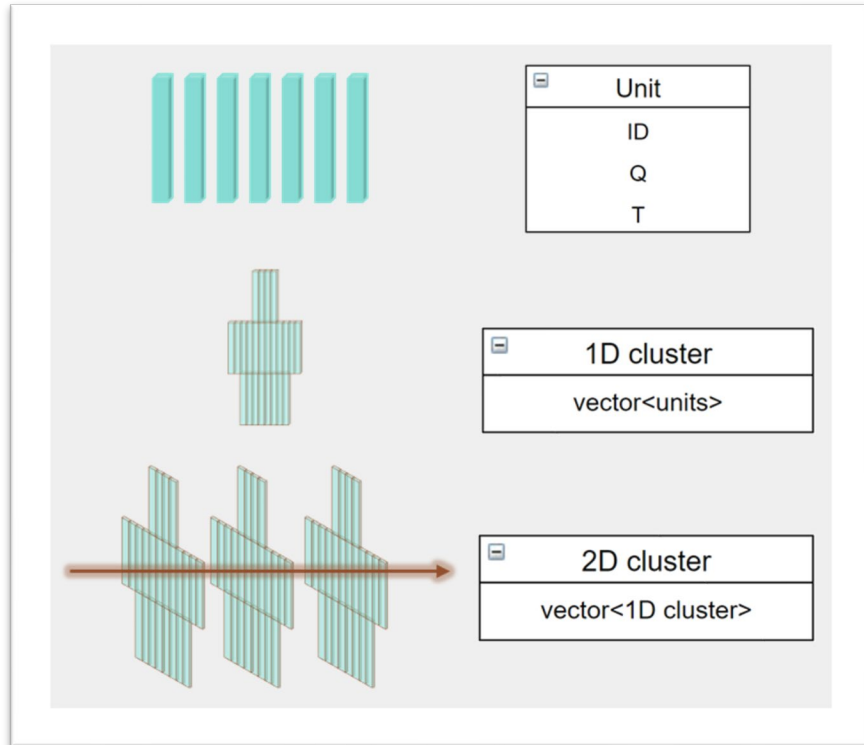 Unit
ID
Q
T
1D cluster
vector<units>
2D cluster
vector<1D cluster>